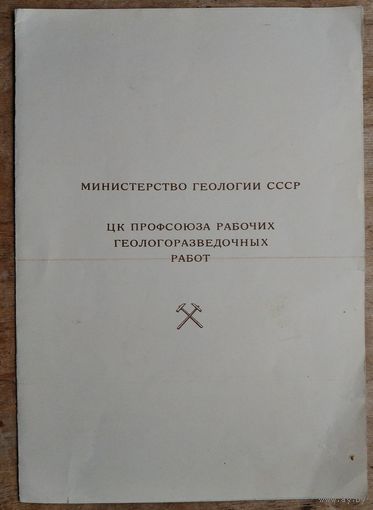 МИНИСТЕРСТВО ГЕОЛОГИИ СССР
ЦК ПРОФСОЮЗА РАБОЧИХ
ГЕОЛОГОРАЗВЕДОЧНЫХ
РАБОТ